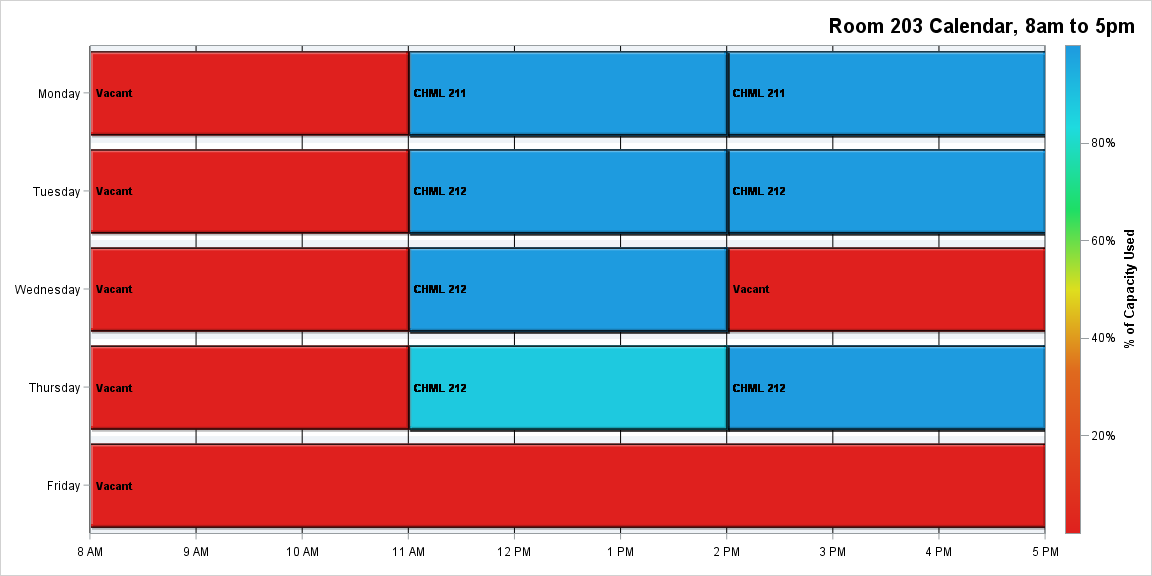 Room 203 Calendar, 8am to 5pm
Monday
Vacant
CHML 211
CHML 211
Tuesday
Vacant
CHML 212
CHML 212
Wednesday
Vacant
CHML 212
Vacant
Thursday
Vacant
CHML 212
CHML 212
Friday
Vacant
8 AM
9 AM
10 AM
11 AM
12 PM
1 PM
2 PM
3 PM
4 PM
5 PM
80%
60%
40%
20%
% of Capacity Used